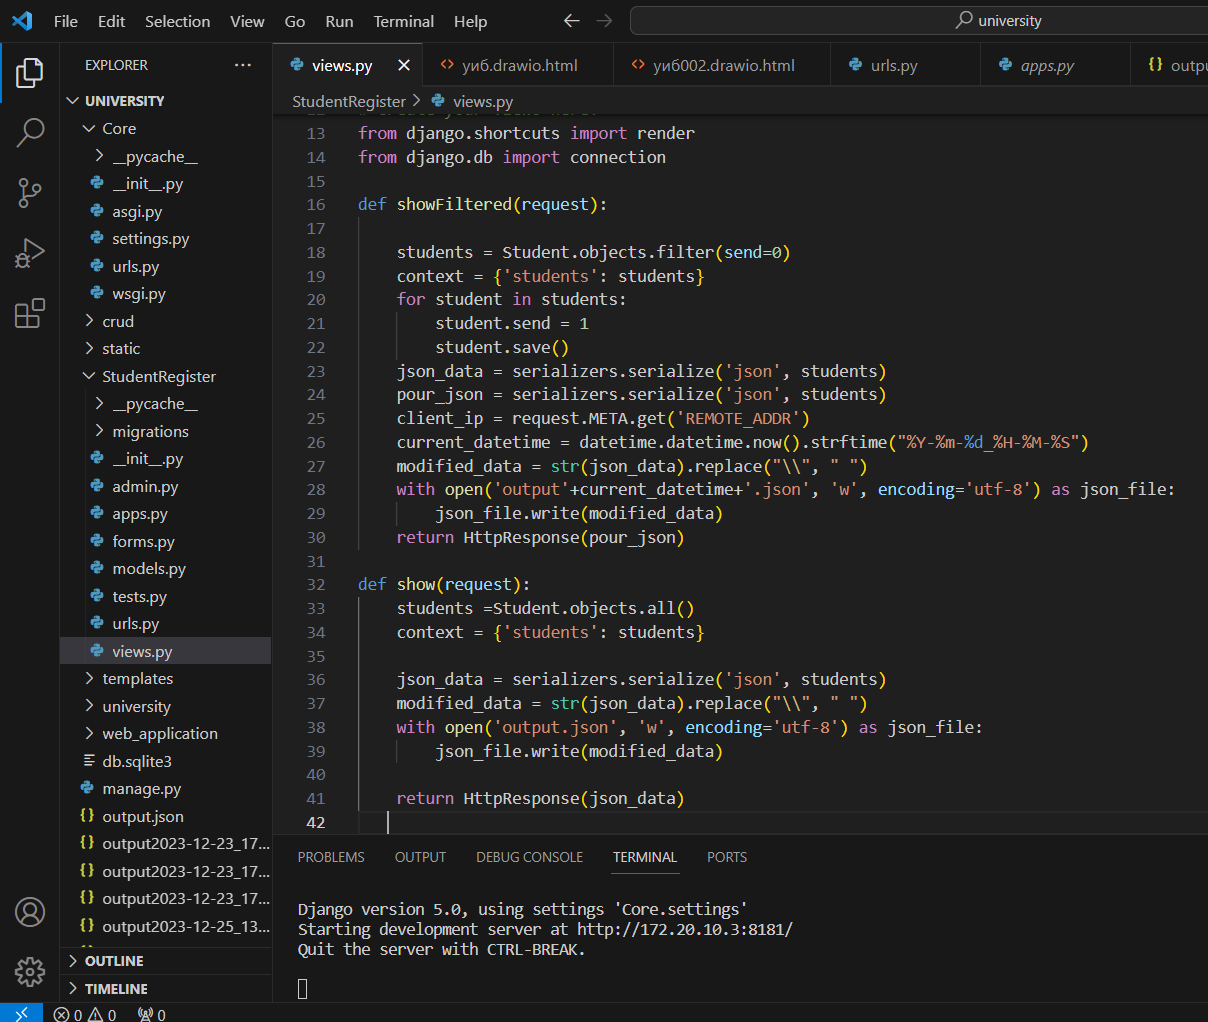 File Edit Selection View Go Run Terminal Help university
EXPLORER ...
UNIVERSITY
Core
__pycache__
__init__.py
asgi.py
settings.py
urls.py
wsgi.py
crud
static
StudentRegister
__pycache__
migrations
__init__.py
admin.py
apps.py
forms.py
models.py
tests.py
urls.py
views.py
templates
university
web_application
db.sqlite3
manage.py
output.json
output2023-12-23_17...
output2023-12-23_17...
output2023-12-23_17...
output2023-12-25_13...
OUTLINE
TIMELINE
views.py уиб.drawio.html уиб002.drawio.html urls.py apps.py {} outpu
StudentRegister > views.py
13 from django.shortcuts import render
14 from django.db import connection
15
16 def showFiltered(request):
17
18 students = Student.objects.filter(send=0)
19 context = {'students': students}
20 for student in students:
21 student.send = 1
22 student.save()
23 json_data = serializers.serialize('json', students)
24 pour_json = serializers.serialize('json', students)
25 client_ip = request.META.get('REMOTE_ADDR')
26 current_datetime = datetime.datetime.now().strftime("%Y-%m-%d_%H-%M-%S")
27 modified_data = str(json_data).replace("\\", " ")
28 with open('output'+current_datetime+'.json', 'w', encoding='utf-8') as json_file:
29 json_file.write(modified_data)
30 return HttpResponse(pour_json)
31
32 def show(request):
33 students =Student.objects.all()
34 context = {'students': students}
35
36 json_data = serializers.serialize('json', students)
37 modified_data = str(json_data).replace("\\", " ")
38 with open('output.json', 'w', encoding='utf-8') as json_file:
39 json_file.write(modified_data)
40
41 return HttpResponse(json_data)
42
PROBLEMS OUTPUT DEBUG CONSOLE TERMINAL PORTS
Django version 5.0, using settings 'Core.settings'
Starting development server at http://172.20.10.3:8181/
Quit the server with CTRL-BREAK.
0 0 0